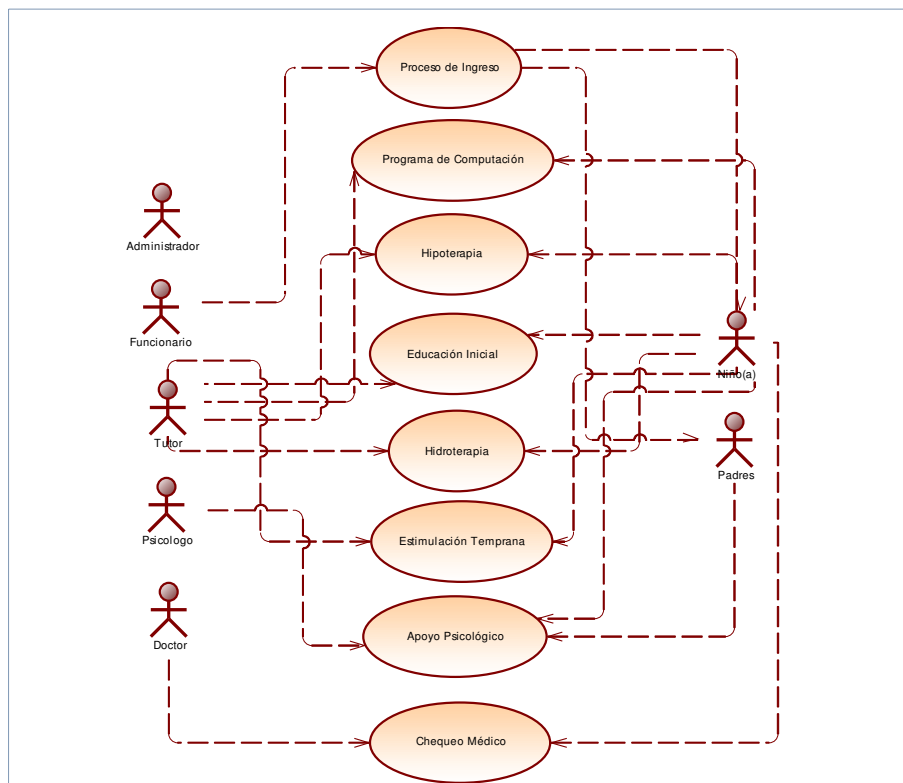 Proceso de Ingreso
Programa de Computación
Administrador
Hipoterapia
Funcionario
Educación Inicial
Niño(a)
Tutor
Hidroterapia
Padres
Psicologo
Estimulación Temprana
Doctor
Apoyo Psicológico
Chequeo Médico